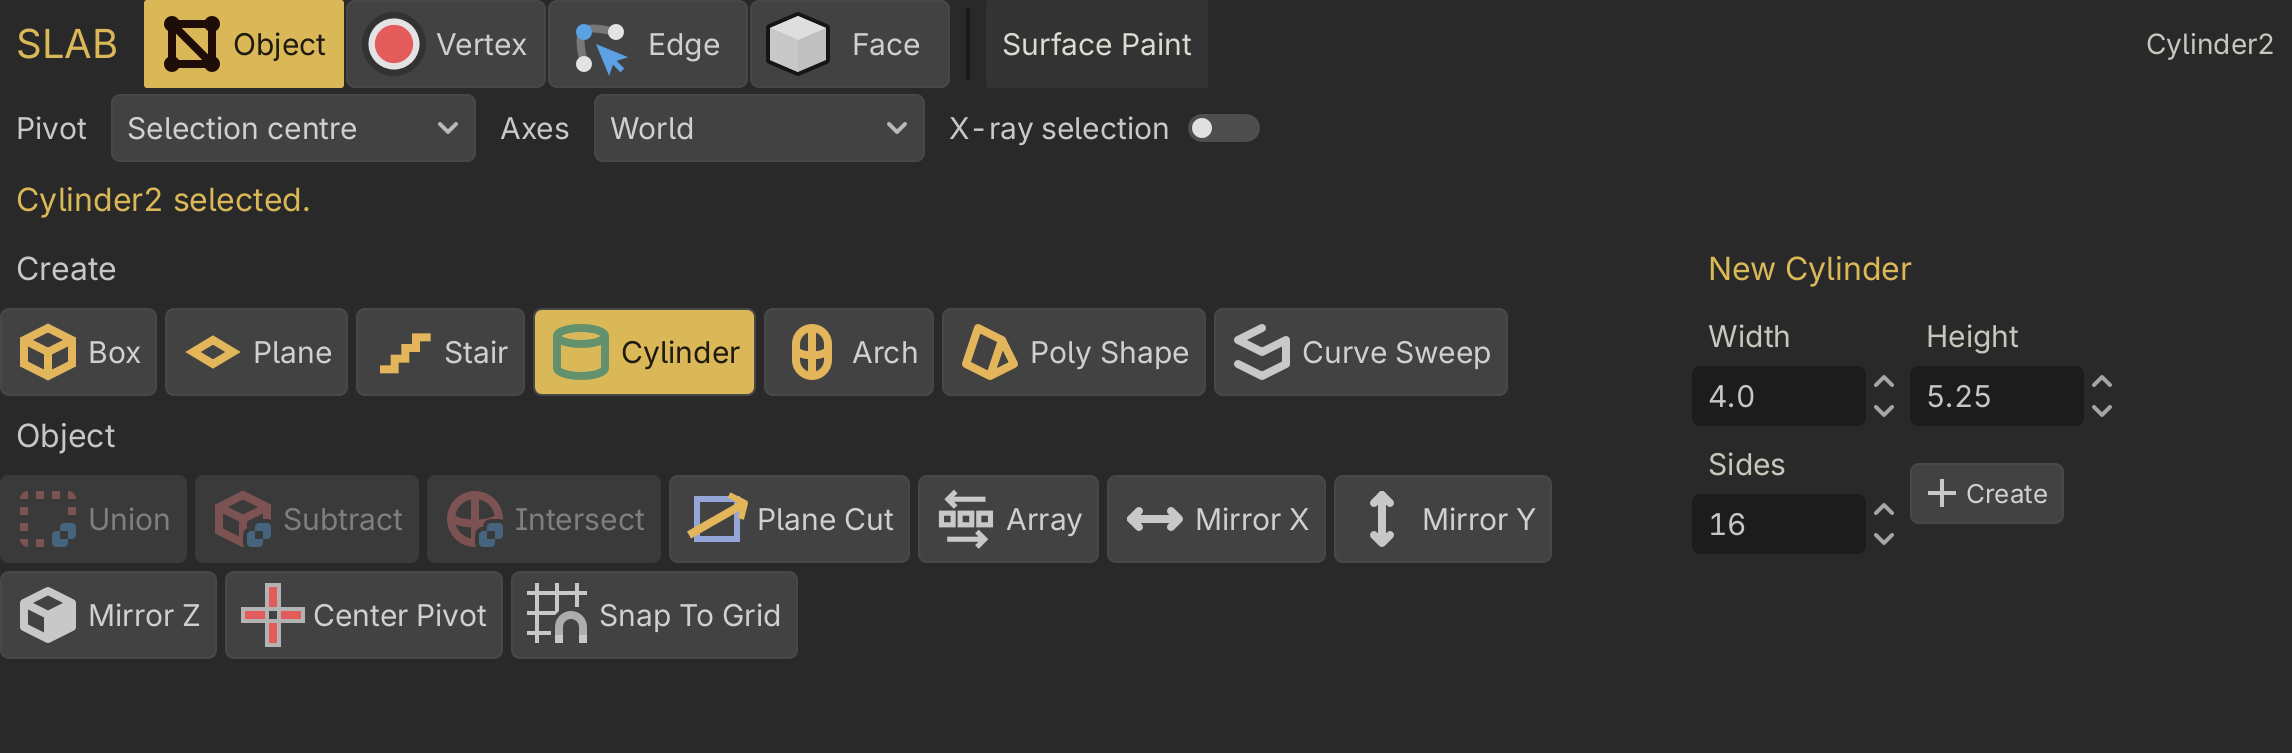 SLAB Object Vertex Edge Face Surface Paint Cylinder2
Pivot Selection centre Axes World X-ray selection
Cylinder2 selected.
Create
Box Plane Stair Cylinder Arch Poly Shape Curve Sweep
Object
Union Subtract Intersect Plane Cut Array Mirror X Mirror Y
Mirror Z Center Pivot Snap To Grid
New Cylinder
Width Height
4.0 5.25
Sides
16 Create